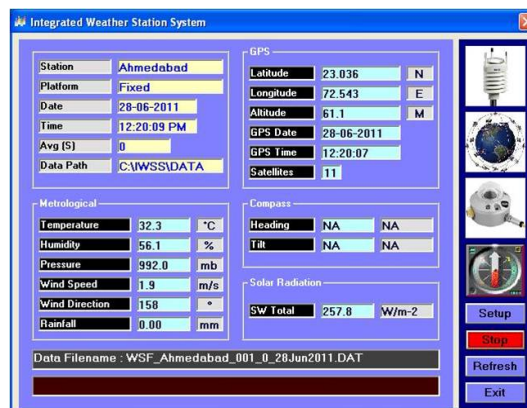 Integrated Weather Station System
Station Ahmedabad
Platform Fixed
Date 28-06-2011
Time 12:20:09 PM
Avg (S) 0
Data Path C:\IWSS\DATA
GPS
Latitude 23.036 N
Longitude 72.543 E
Altitude 61.1 M
GPS Date 28-06-2011
GPS Time 12:20:07
Satellites 11
Metrological
Temperature 32.3 °C
Humidity 56.1 %
Pressure 992.0 mb
Wind Speed 1.9 m/s
Wind Direction 158 °
Rainfall 0.00 mm
Compass
Heading NA NA
Tilt NA NA
Solar Radiation
SW Total 257.8 W/m-2
Data Filename : WSF_Ahmedabad_001_0_28Jun2011.DAT
Setup
Stop
Refresh
Exit